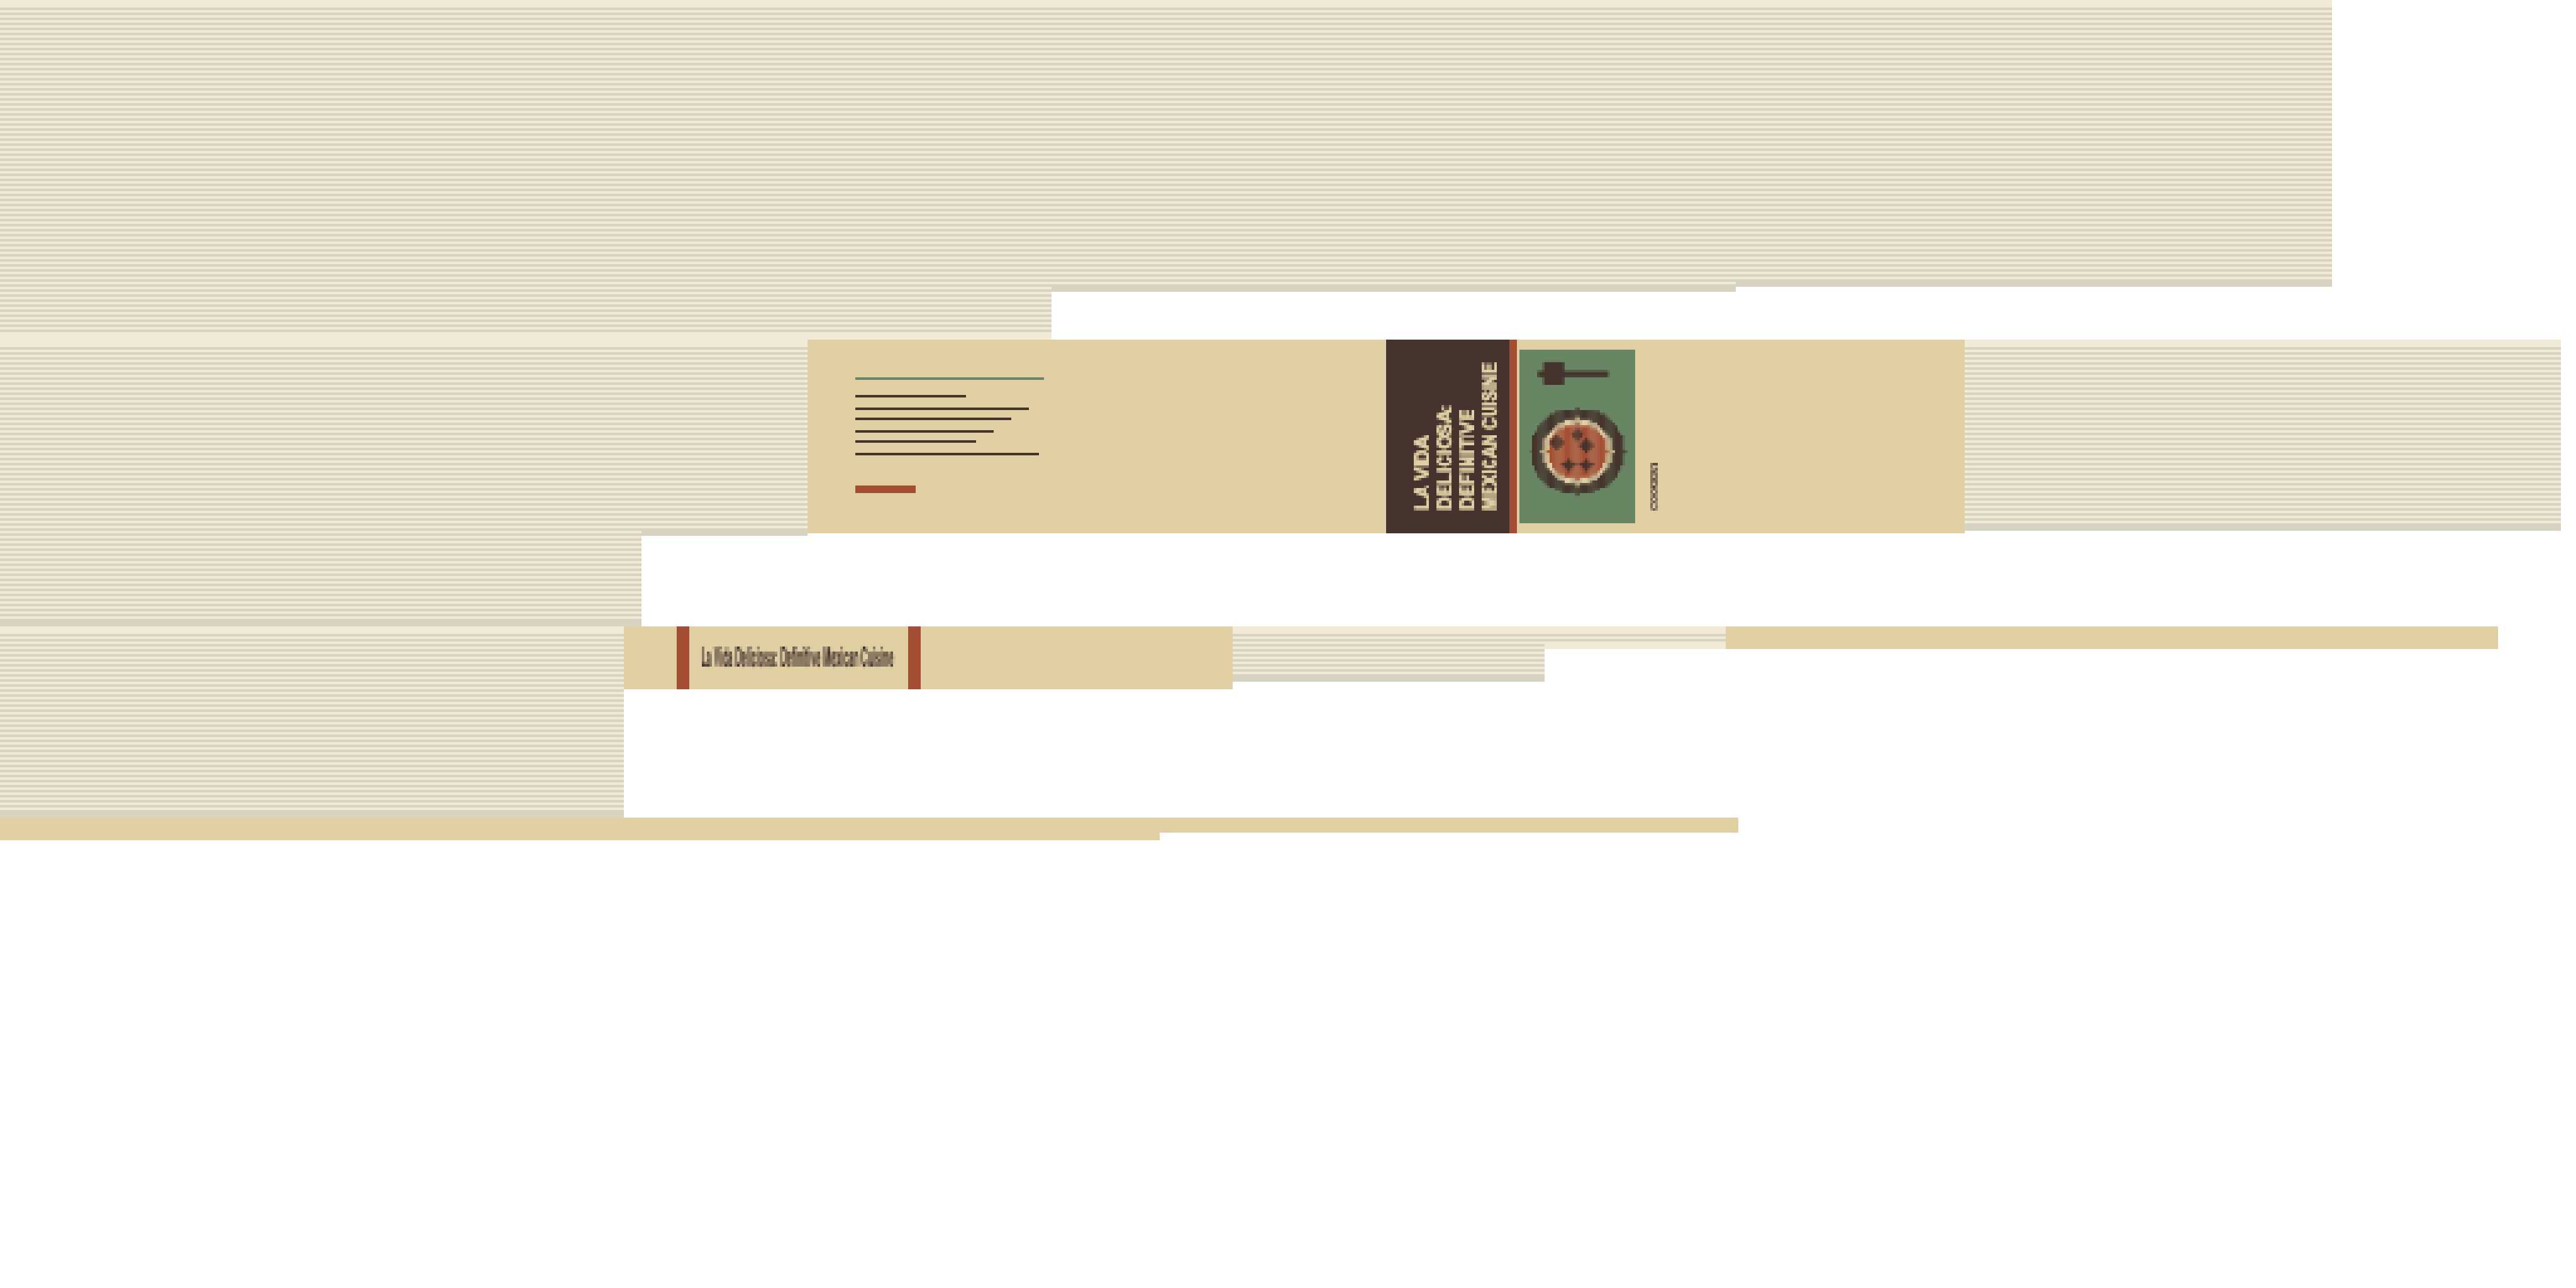 LA VIDA
DELICIOSA:
DEFINITIVE
MEXICAN CUISINE
La Vida Deliciosa: Definitive Mexican Cuisine